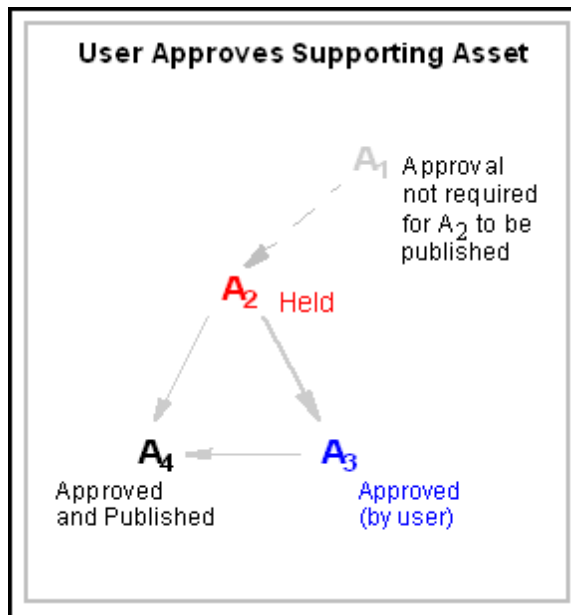 User Approves Supporting Asset
A1 Approval
not required
for A2 to be
published
A2 Held
A4
A3
Approved
and Published
Approved
(by user)